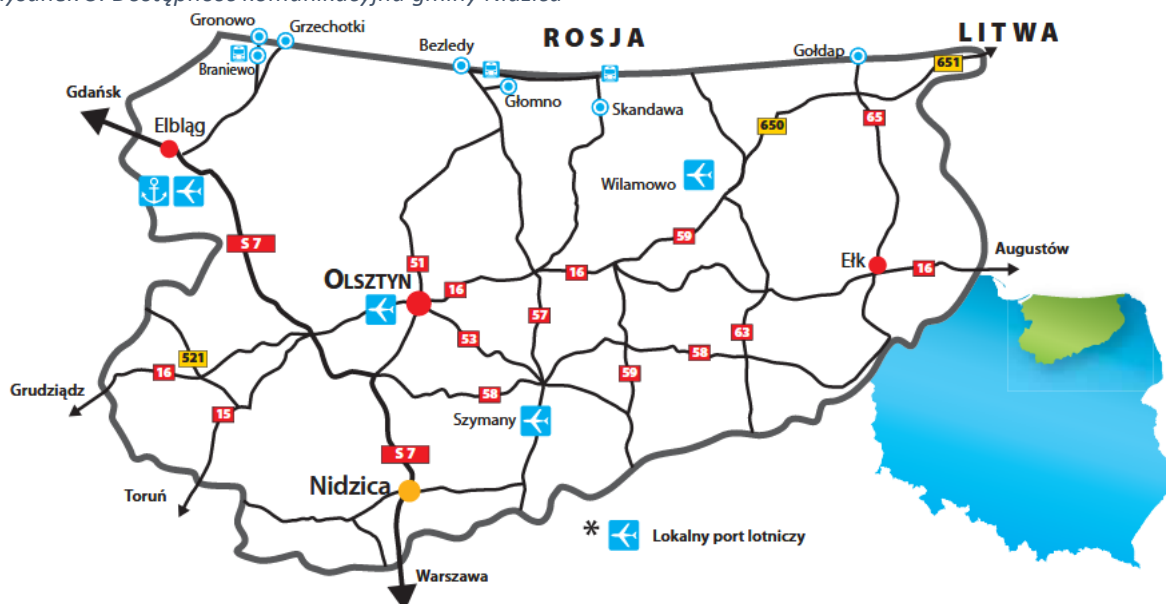 Gronowo
Grzechotki
ROSJA
LITWA
Bezledy
Gołdap
651
Braniewo
Gdańsk
Głomno
Skandawa
65
650
Elbląg
Wilamowo
S 7
59
Augustów
51
16
Ełk
16
OLSZTYN
16
57
53
63
521
58
16
59
58
Grudziądz
15
Szymany
S 7
Nidzica
Toruń
* Lokalny port lotniczy
Warszawa